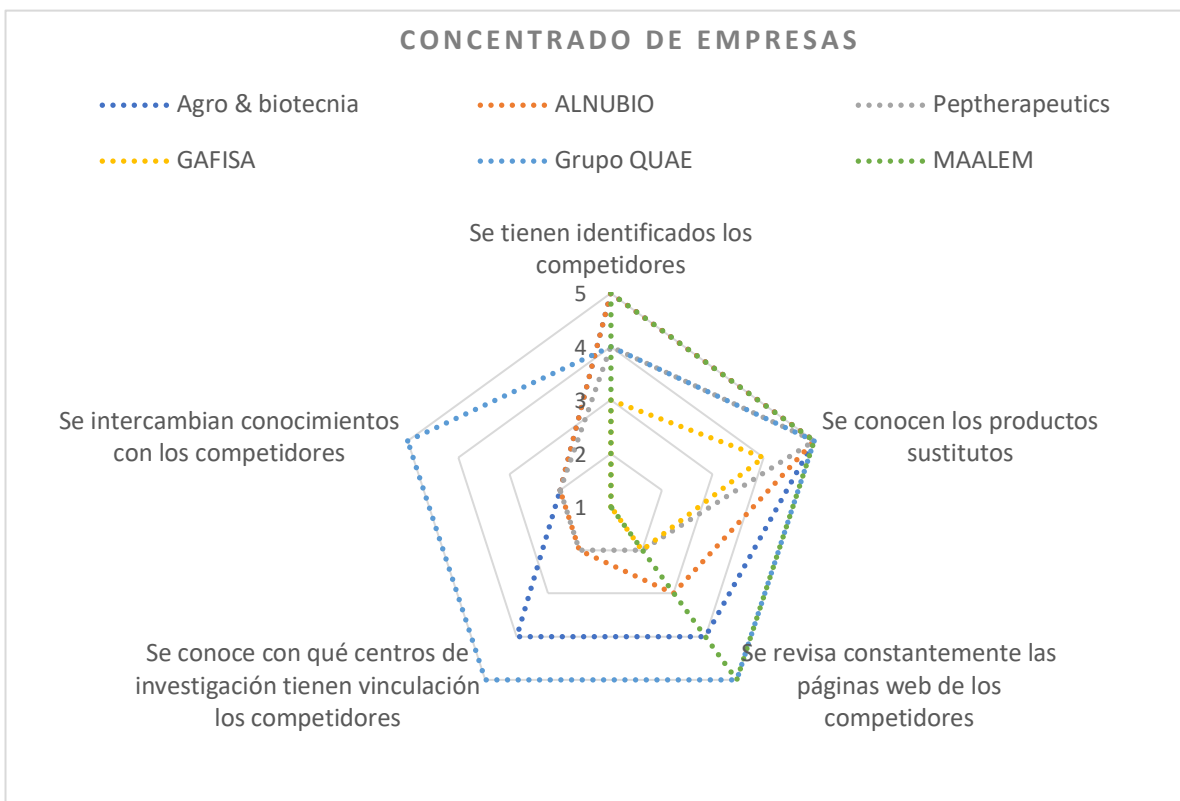 CONCENTRADO DE EMPRESAS
Agro & biotecnia
ALNUBIO
Peptherapeutics
GAFISA
Grupo QUAE
MAALEM
Se tienen identificados los
competidores
5
4
3
2
1
Se conocen los productos
sustitutos
Se revisa constantemente las
páginas web de los
competidores
Se conoce con qué centros de
investigación tienen vinculación
los competidores
Se intercambian conocimientos
con los competidores